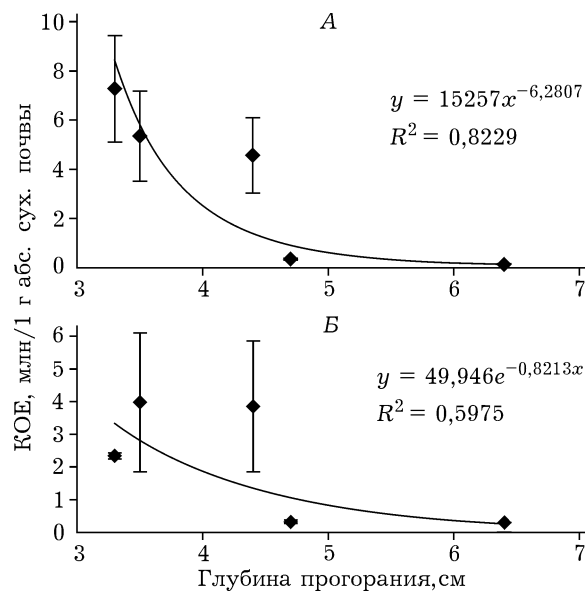 А
КОЕ, млн/1 г абс. сух. почвы
10
8
6
4
2
0
y = 15257x^−6,2807
R² = 0,8229
3 4 5 6 7
Б
6
5
4
3
2
1
0
y = 49,946e^−0,8213x
R² = 0,5975
3 4 5 6 7
Глубина прогорания,см